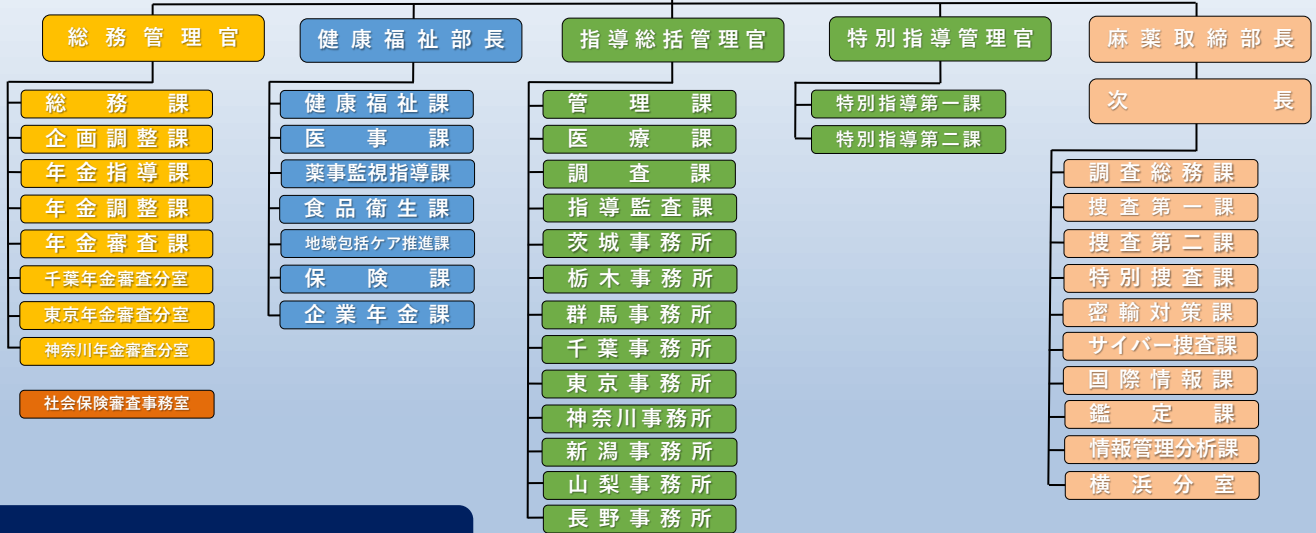 総務管理官
総務課
企画調整課
年金指導課
年金調整課
年金審査課
千葉年金審査分室
東京年金審査分室
神奈川年金審査分室
社会保険審査事務室
健康福祉部長
健康福祉課
医事課
薬事監視指導課
食品衛生課
地域包括ケア推進課
保険課
企業年金課
指導総括管理官
管理課
医療課
調査課
指導監査課
茨城事務所
栃木事務所
群馬事務所
千葉事務所
東京事務所
神奈川事務所
新潟事務所
山梨事務所
長野事務所
特別指導管理官
特別指導第一課
特別指導第二課
麻薬取締部長
次長
調査総務課
捜査第一課
捜査第二課
特別捜査課
密輸対策課
サイバー捜査課
国際情報課
鑑定課
情報管理分析課
横浜分室